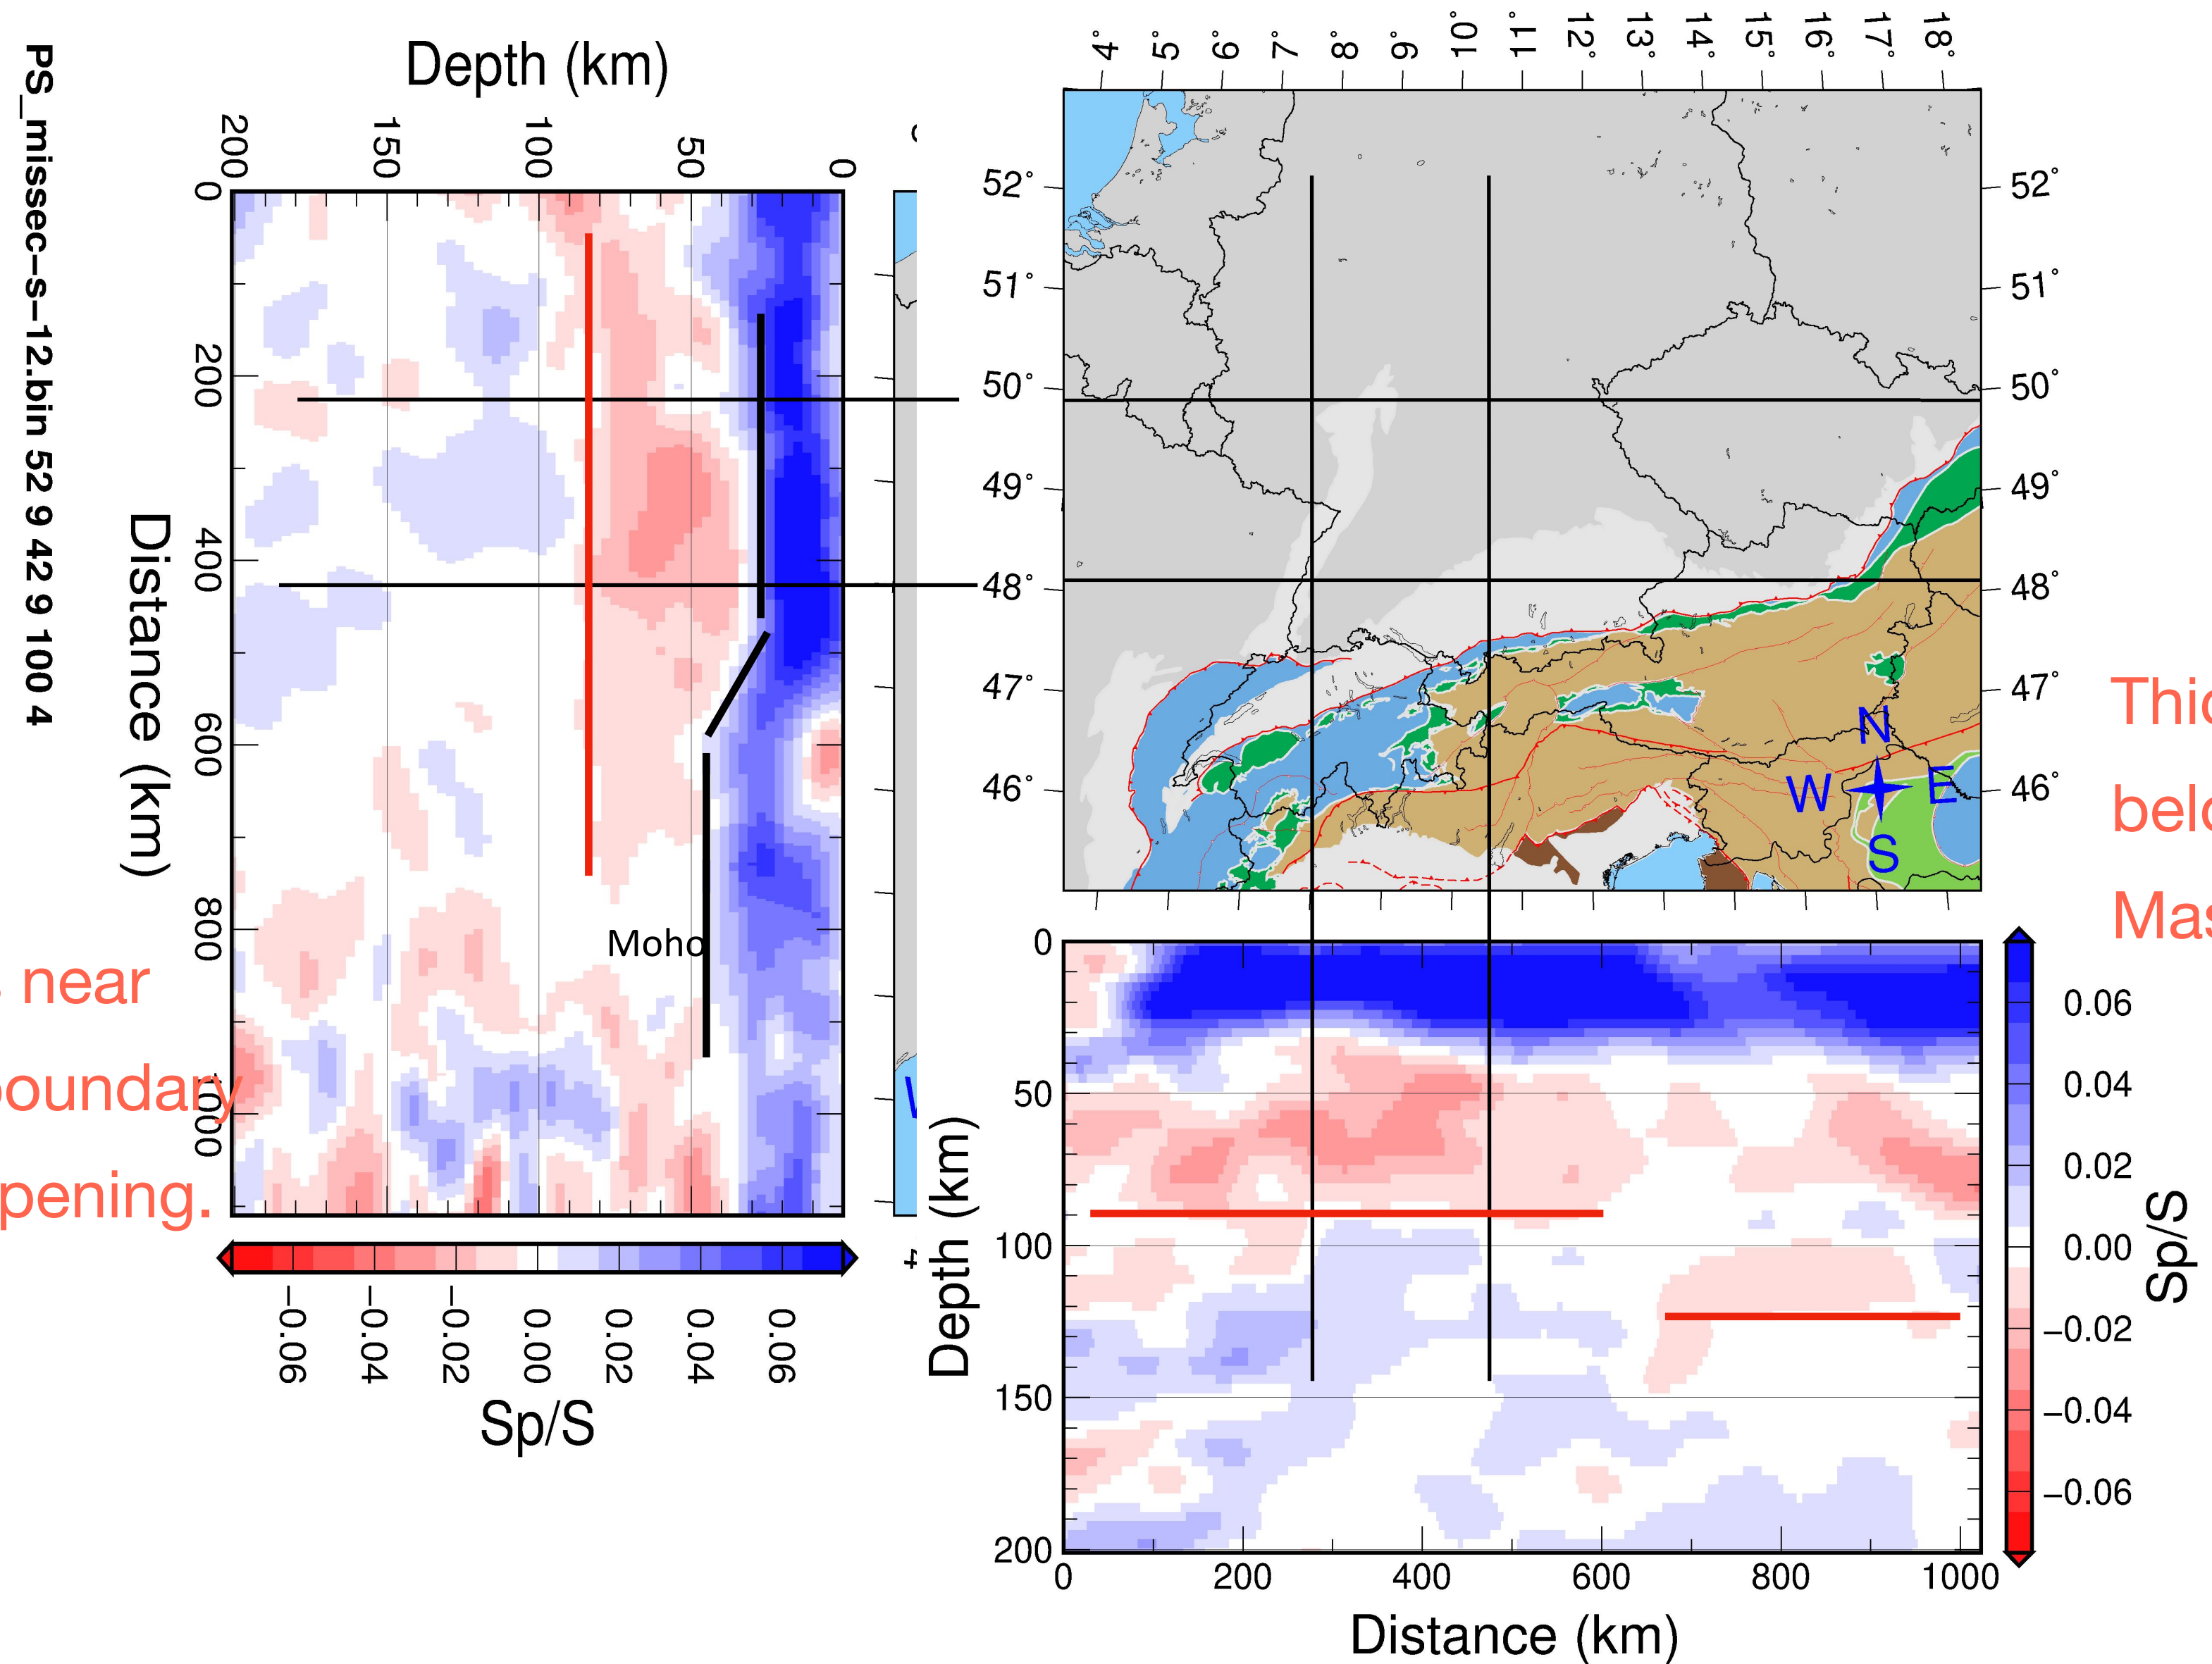 PS_missec-s-12.bin 52 9 42 9 100 4
Depth (km)
200 150 100 50 0
0
200
400
600
800
1000
Distance (km)
Moho
near
boundary
pening.
−0.06 −0.04 −0.02 0.00 0.02 0.04 0.06
Sp/S
4° 5° 6° 7° 8° 9° 10° 11° 12° 13° 14° 15° 16° 17° 18°
52° 52°
51° 51°
50° 50°
49° 49°
48° 48°
47° 47°
46° 46°
N
W E
S
Thic
belo
Mas
Depth (km)
0
50
100
150
200
0 200 400 600 800 1000
Distance (km)
0.06
0.04
0.02
0.00
−0.02
−0.04
−0.06
Sp/S